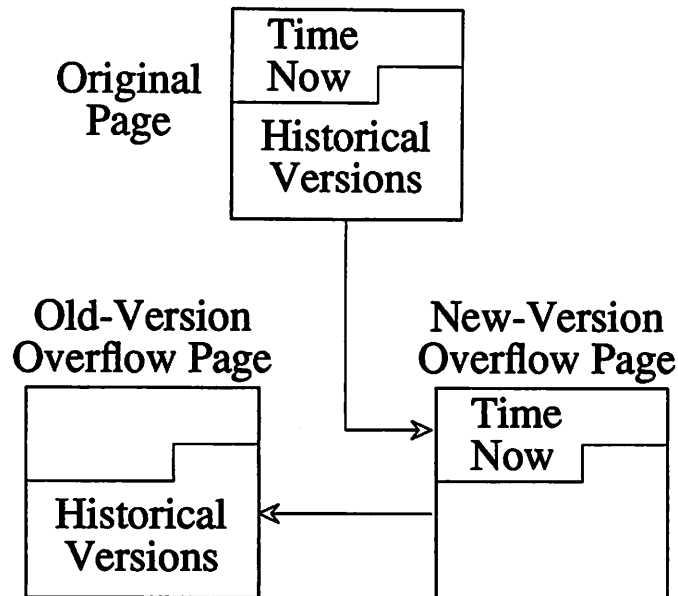 Original
Page
Time
Now
Historical
Versions
Old-Version
Overflow Page
Historical
Versions
New-Version
Overflow Page
Time
Now